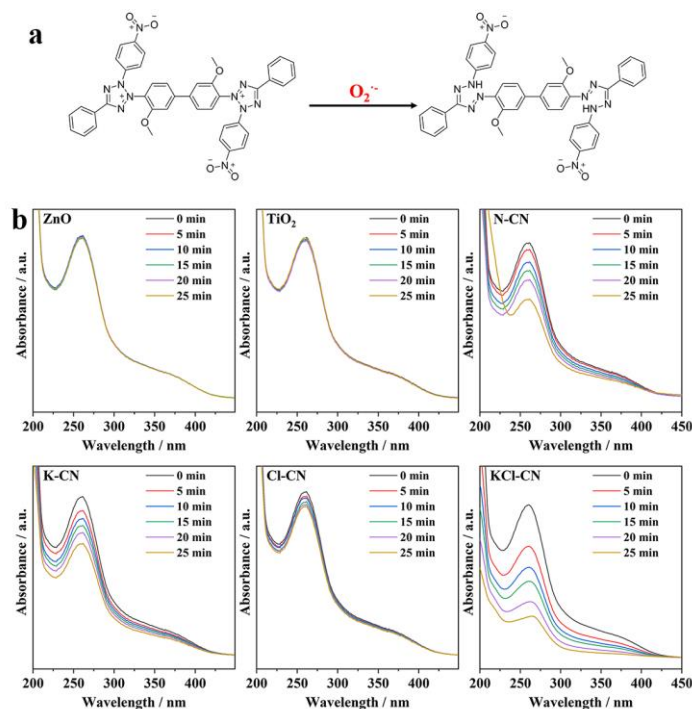 a
O N⁺ O⁻
O N⁺ O⁻
N N⁺ N N⁺
O
N⁺ N N N
O
O₂·⁻
NH N N N
O
N N N HN
O
⁻O N⁺ O
⁻O N⁺ O
b
ZnO
0 min
5 min
10 min
15 min
20 min
25 min
Absorbance / a.u.
200 250 300 350 400
Wavelength / nm
TiO₂
0 min
5 min
10 min
15 min
20 min
25 min
Absorbance / a.u.
200 250 300 350 400
Wavelength / nm
N-CN
0 min
5 min
10 min
15 min
20 min
25 min
Absorbance / a.u.
200 250 300 350 400 450
Wavelength / nm
K-CN
0 min
5 min
10 min
15 min
20 min
25 min
Absorbance / a.u.
200 250 300 350 400
Wavelength / nm
Cl-CN
0 min
5 min
10 min
15 min
20 min
25 min
Absorbance / a.u.
200 250 300 350 400
Wavelength / nm
KCl-CN
0 min
5 min
10 min
15 min
20 min
25 min
Absorbance / a.u.
200 250 300 350 400 450
Wavelength / nm